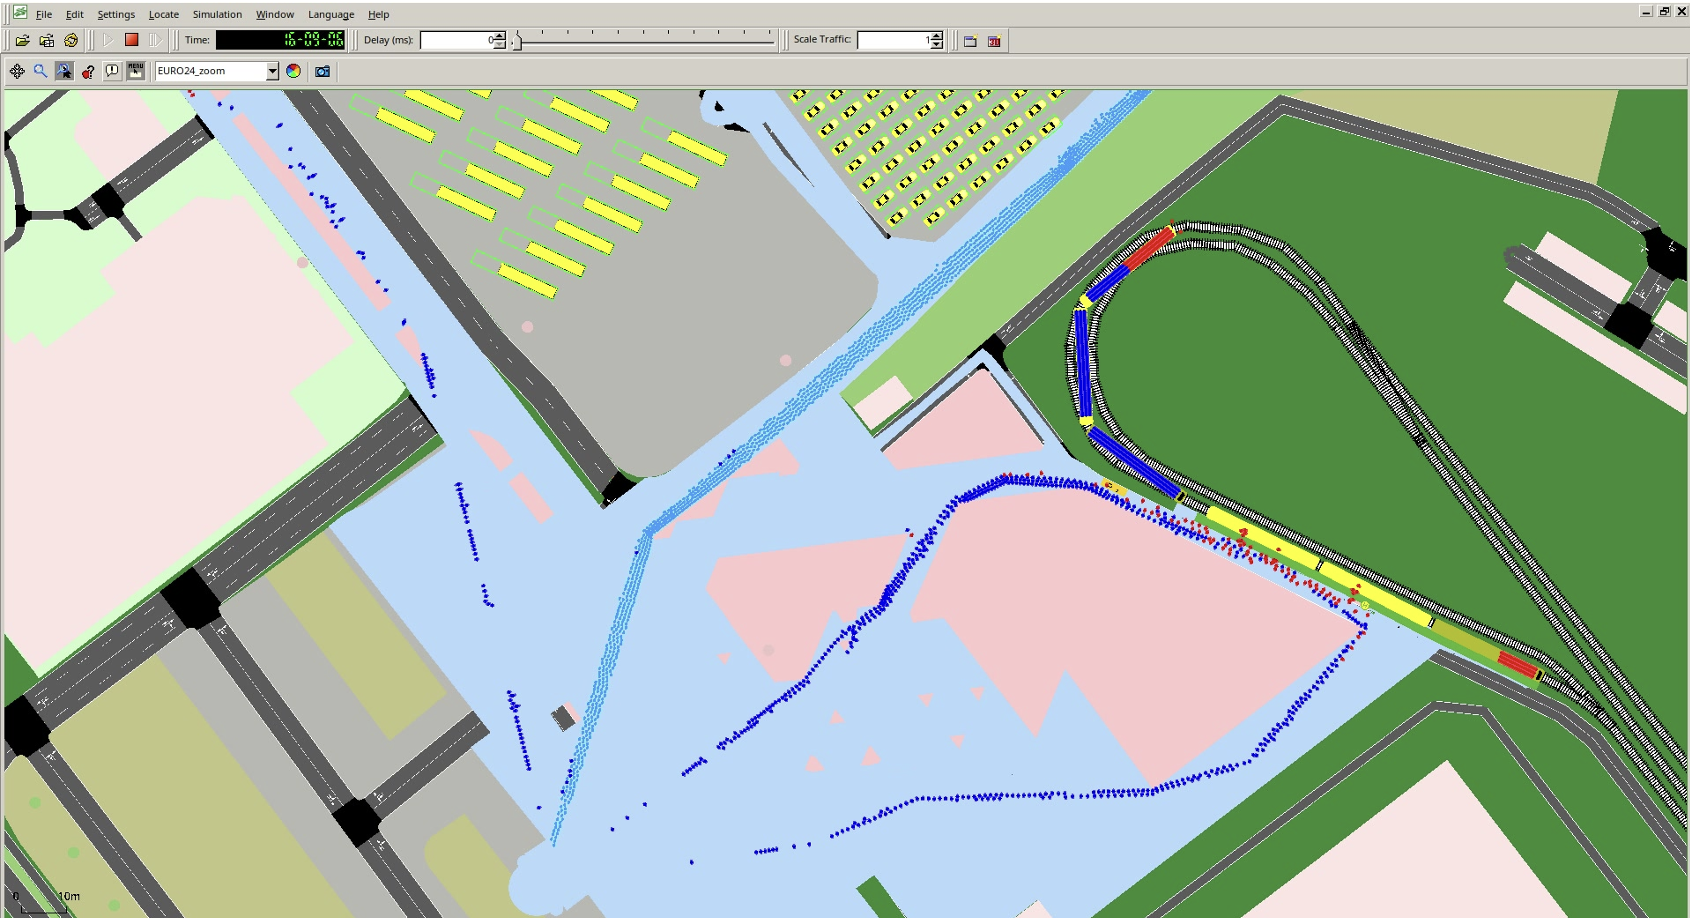 File Edit Settings Locate Simulation Window Language Help
Time: 16-09-06 Delay (ms): 0 Scale Traffic: 1
EURO24_zoom
0 10m